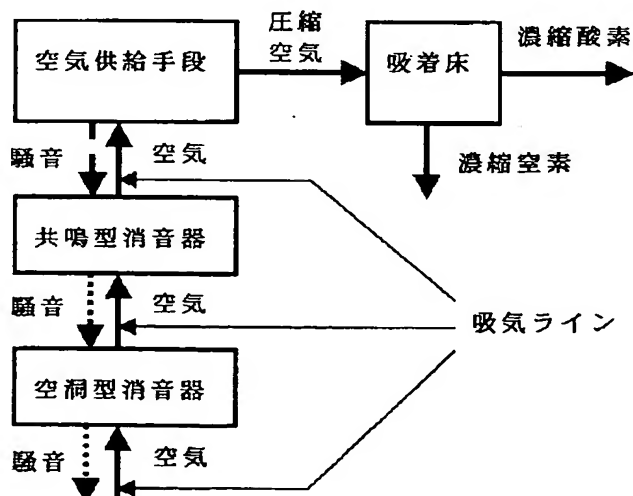 空気供給手段
圧縮
空気
吸着床
濃縮酸素
濃縮窒素
騒音
空気
共鳴型消音器
騒音
空気
吸気ライン
空洞型消音器
騒音
空気